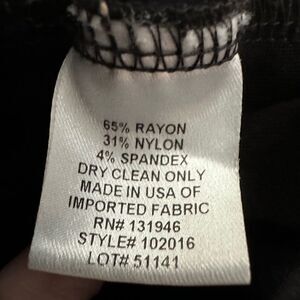 65% RAYON
31% NYLON
4% SPANDEX
DRY CLEAN ONLY
MADE IN USA OF
IMPORTED FABRIC
RN# 131946
STYLE# 102016
LOT# 51141